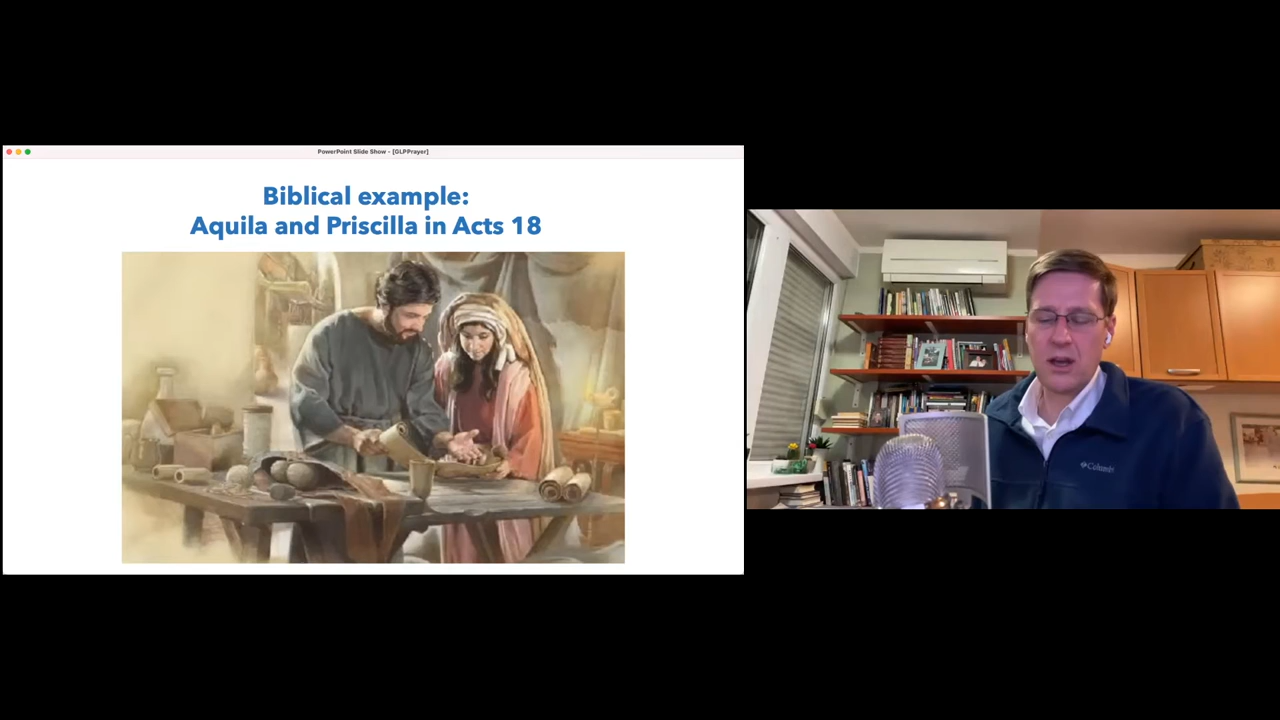 PowerPoint Slide Show - [GLPPrayer]
Biblical example:
Aquila and Priscilla in Acts 18
Columbia